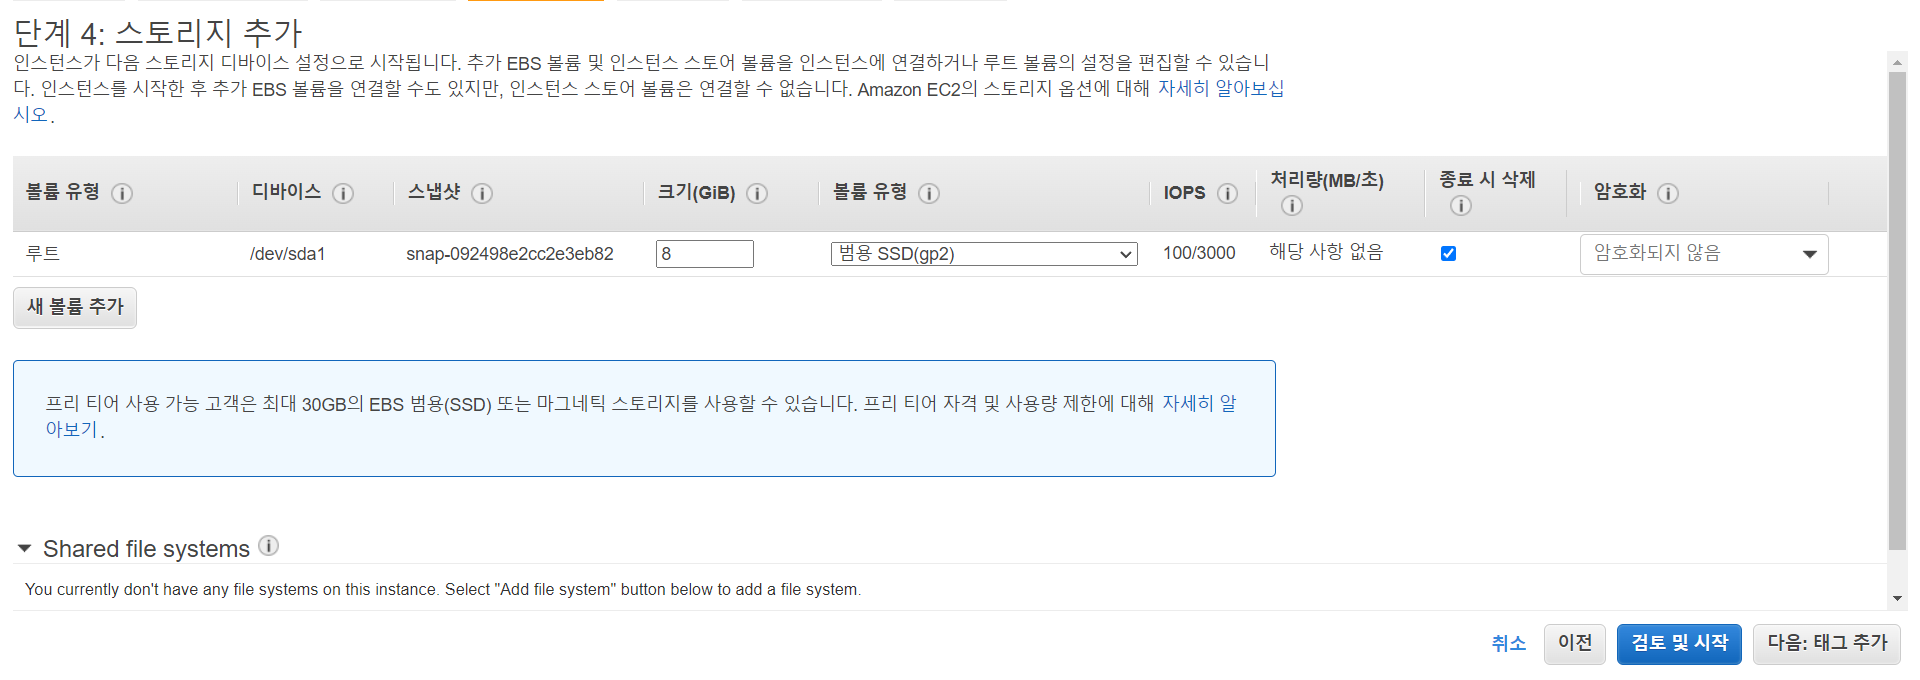 단계 4: 스토리지 추가
인스턴스가 다음 스토리지 디바이스 설정으로 시작됩니다. 추가 EBS 볼륨 및 인스턴스 스토어 볼륨을 인스턴스에 연결하거나 루트 볼륨의 설정을 편집할 수 있습니
다. 인스턴스를 시작한 후 추가 EBS 볼륨을 연결할 수도 있지만, 인스턴스 스토어 볼륨은 연결할 수 없습니다. Amazon EC2의 스토리지 옵션에 대해 자세히 알아보십
시오.
볼륨 유형 디바이스 스냅샷 크기(GiB) 볼륨 유형 IOPS 처리량(MB/초) 종료 시 삭제 암호화
루트 /dev/sda1 snap-092498e2cc2e3eb82 8 범용 SSD(gp2) 100/3000 해당 사항 없음 암호화되지 않음
새 볼륨 추가
프리 티어 사용 가능 고객은 최대 30GB의 EBS 범용(SSD) 또는 마그네틱 스토리지를 사용할 수 있습니다. 프리 티어 자격 및 사용량 제한에 대해 자세히 알
아보기.
Shared file systems
You currently don't have any file systems on this instance. Select "Add file system" button below to add a file system.
취소 이전 검토 및 시작 다음: 태그 추가